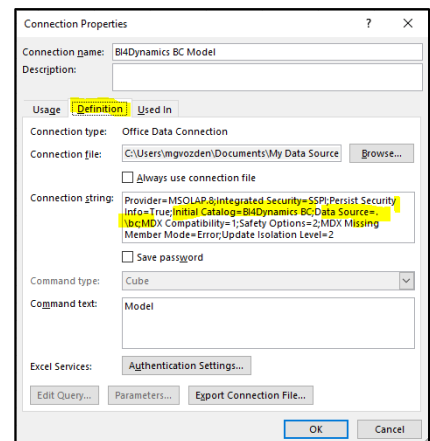 Connection Properties ? ×
Connection name: BI4Dynamics BC Model
Description:
Usage Definition Used In
Connection type: Office Data Connection
Connection file: C:\Users\mgvozden\Documents\My Data Source Browse...
Always use connection file
Connection string: Provider=MSOLAP.8;Integrated Security=SSPI;Persist Security
Info=True;Initial Catalog=BI4Dynamics BC;Data Source=.
\bc;MDX Compatibility=1;Safety Options=2;MDX Missing
Member Mode=Error;Update Isolation Level=2
Save password
Command type: Cube
Command text: Model
Excel Services: Authentication Settings...
Edit Query... Parameters... Export Connection File...
OK Cancel